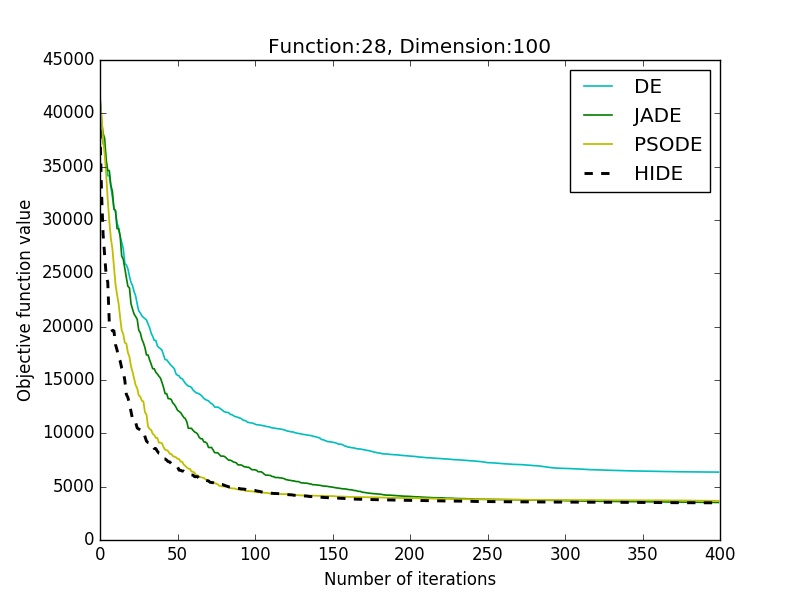 Function:28, Dimension:100
45000
40000
35000
30000
25000
20000
15000
10000
5000
0
Objective function value
DE
JADE
PSODE
HIDE
0 50 100 150 200 250 300 350 400
Number of iterations